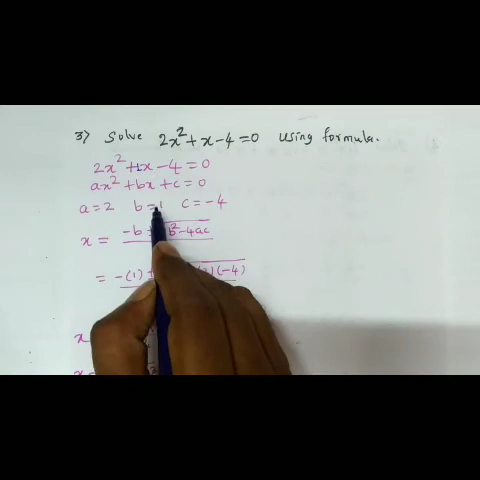 3) Solve 2x²+x-4=0 using formula.
2x²+1x-4=0
ax²+bx+c=0
a=2 b=1 c=-4
x = -b ± b²-4ac
= -(1) (-4)
x
x